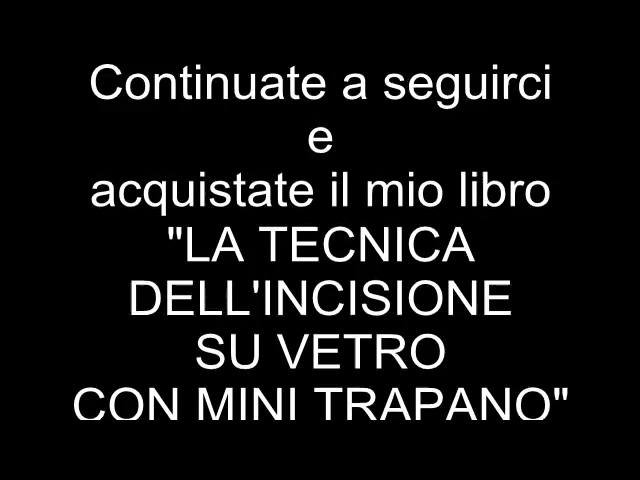 Continuate a seguirci
e
acquistate il mio libro
"LA TECNICA
DELL'INCISIONE
SU VETRO
CON MINI TRAPANO"